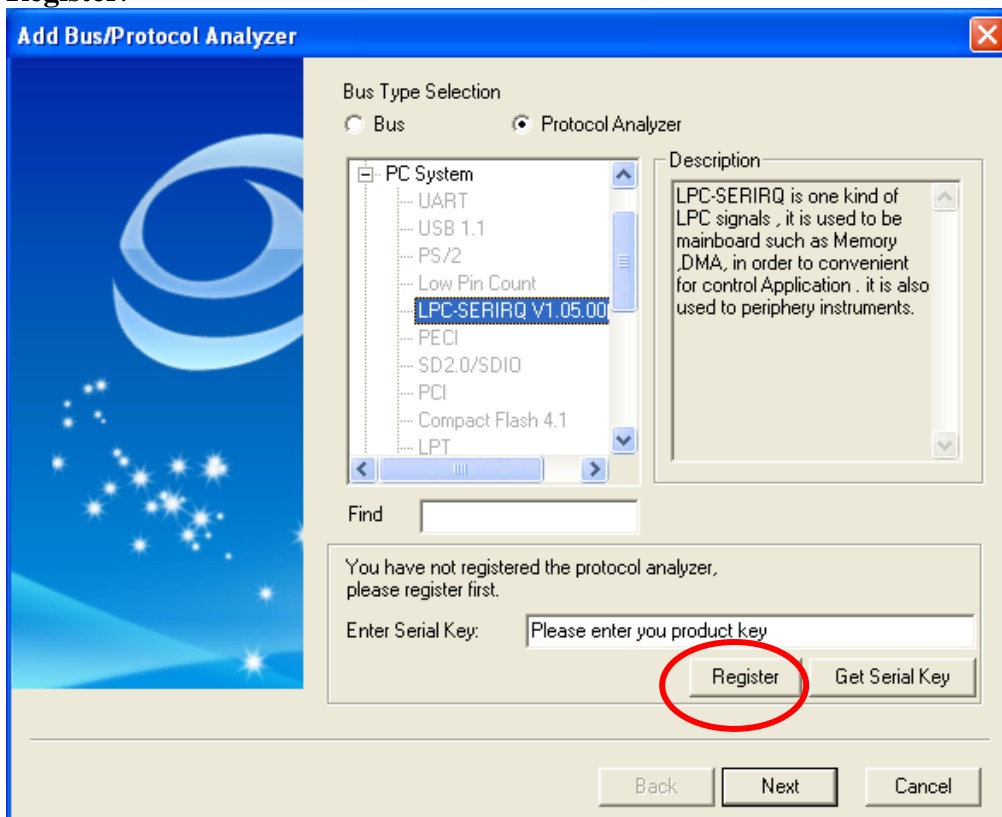 Register.
Add Bus/Protocol Analyzer
Bus Type Selection
Bus
Protocol Analyzer
PC System
UART
USB 1.1
PS/2
Low Pin Count
LPC-SERIRQ V1.05.00
PECI
SD2.0/SDIO
PCI
Compact Flash 4.1
LPT
Description
LPC-SERIRQ is one kind of
LPC signals , it is used to be
mainboard such as Memory
,DMA, in order to convenient
for control Application . it is also
used to periphery instruments.
Find
You have not registered the protocol analyzer,
please register first.
Enter Serial Key:
Please enter you product key
Register
Get Serial Key
Back
Next
Cancel